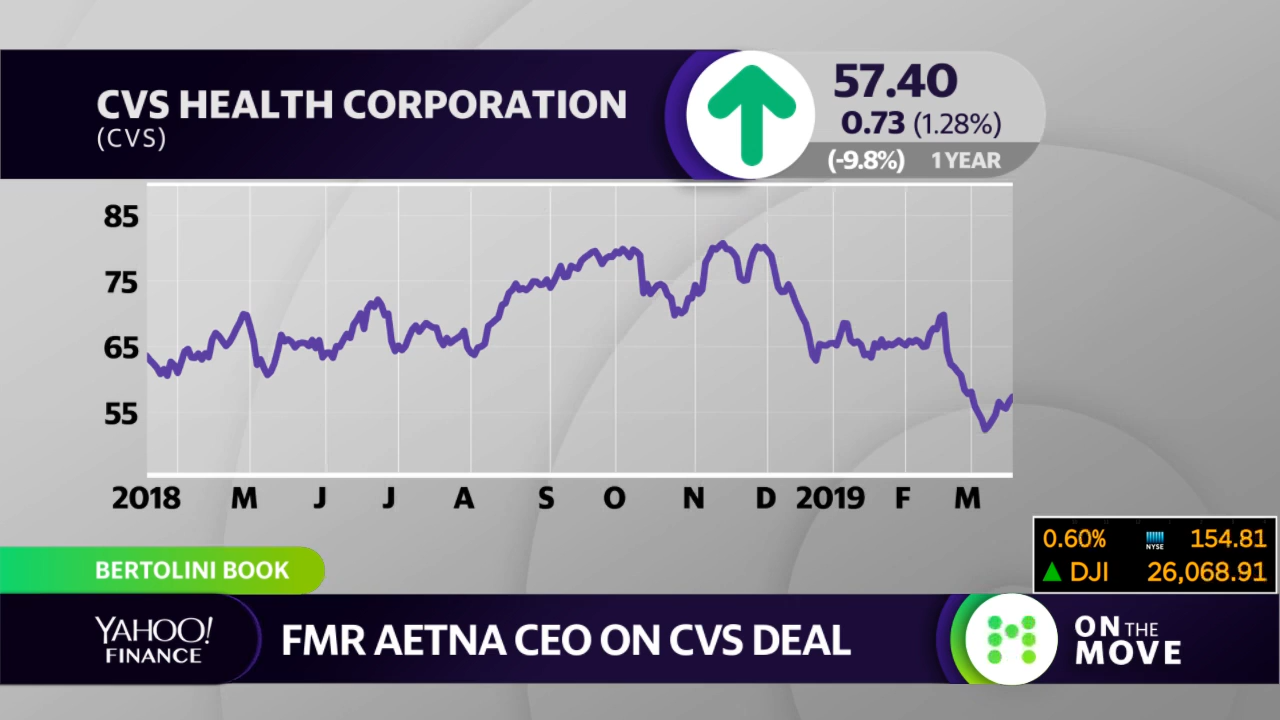 CVS HEALTH CORPORATION
(CVS)
57.40
0.73 (1.28%)
(-9.8%) 1 YEAR
85
75
65
55
2018 M J J A S O N D 2019 F M
0.60% NYSE 154.81
DJI 26,068.91
BERTOLINI BOOK
YAHOO!
FINANCE
FMR AETNA CEO ON CVS DEAL
ON THE
MOVE